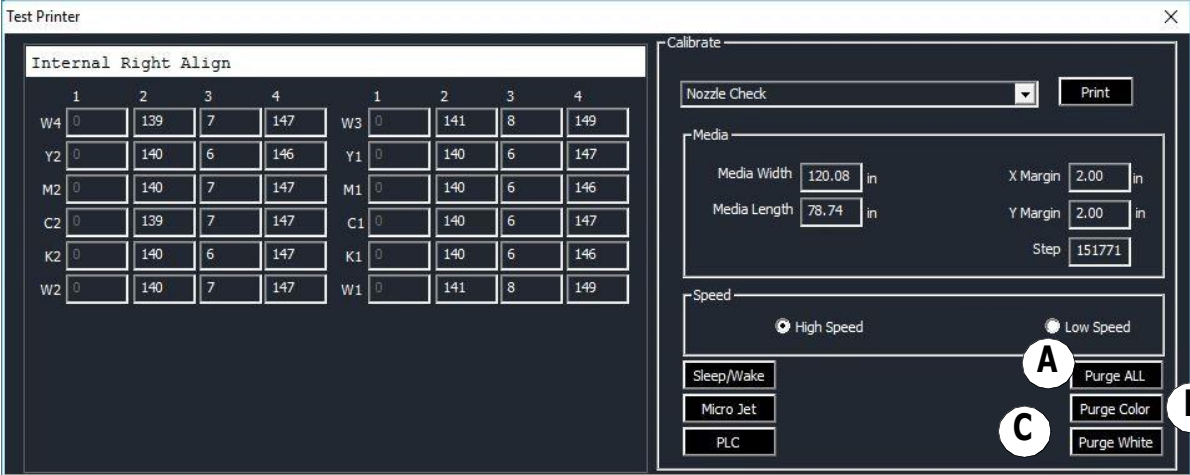 Test Printer
Internal Right Align
1 2 3 4 1 2 3 4
W4 0 139 7 147 W3 0 141 8 149
Y2 0 140 6 146 Y1 0 140 6 147
M2 0 140 7 147 M1 0 140 6 146
C2 0 139 7 147 C1 0 140 6 147
K2 0 140 6 147 K1 0 140 6 146
W2 0 140 7 147 W1 0 141 8 149
Calibrate
Nozzle Check Print
Media
Media Width 120.08 in X Margin 2.00 in
Media Length 78.74 in Y Margin 2.00 in
Step 151771
Speed
High Speed Low Speed
A
Sleep/Wake Purge ALL
Micro Jet Purge Color
C
PLC Purge White